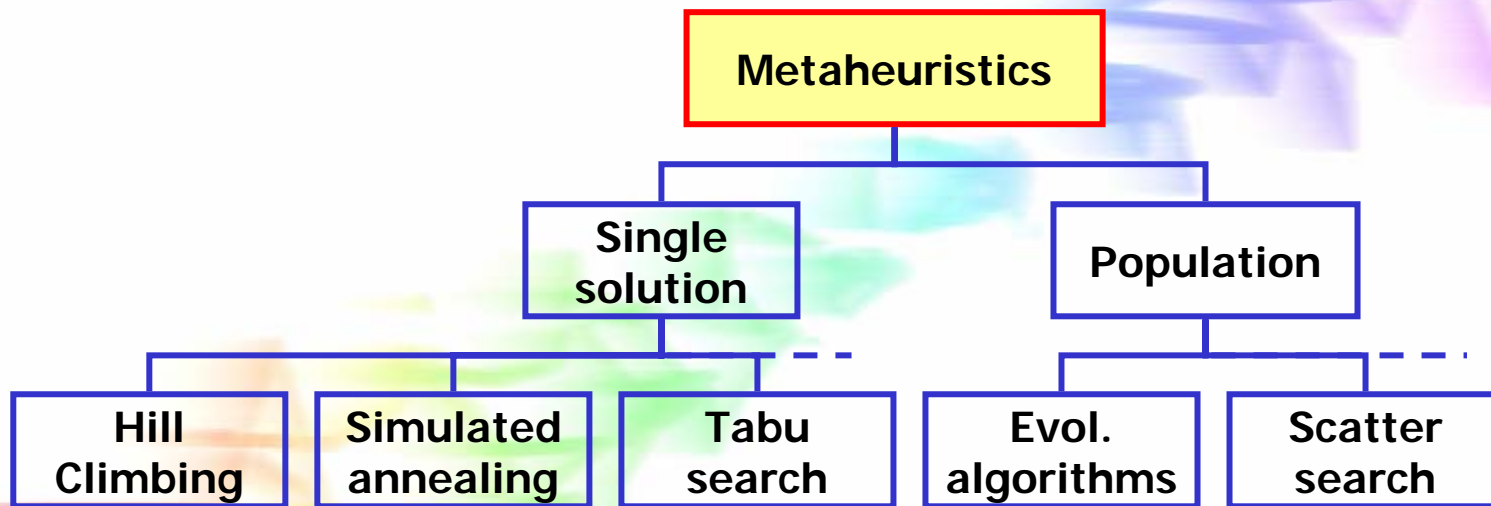 Metaheuristics
Single
solution
Population
Hill
Climbing
Simulated
annealing
Tabu
search
Evol.
algorithms
Scatter
search